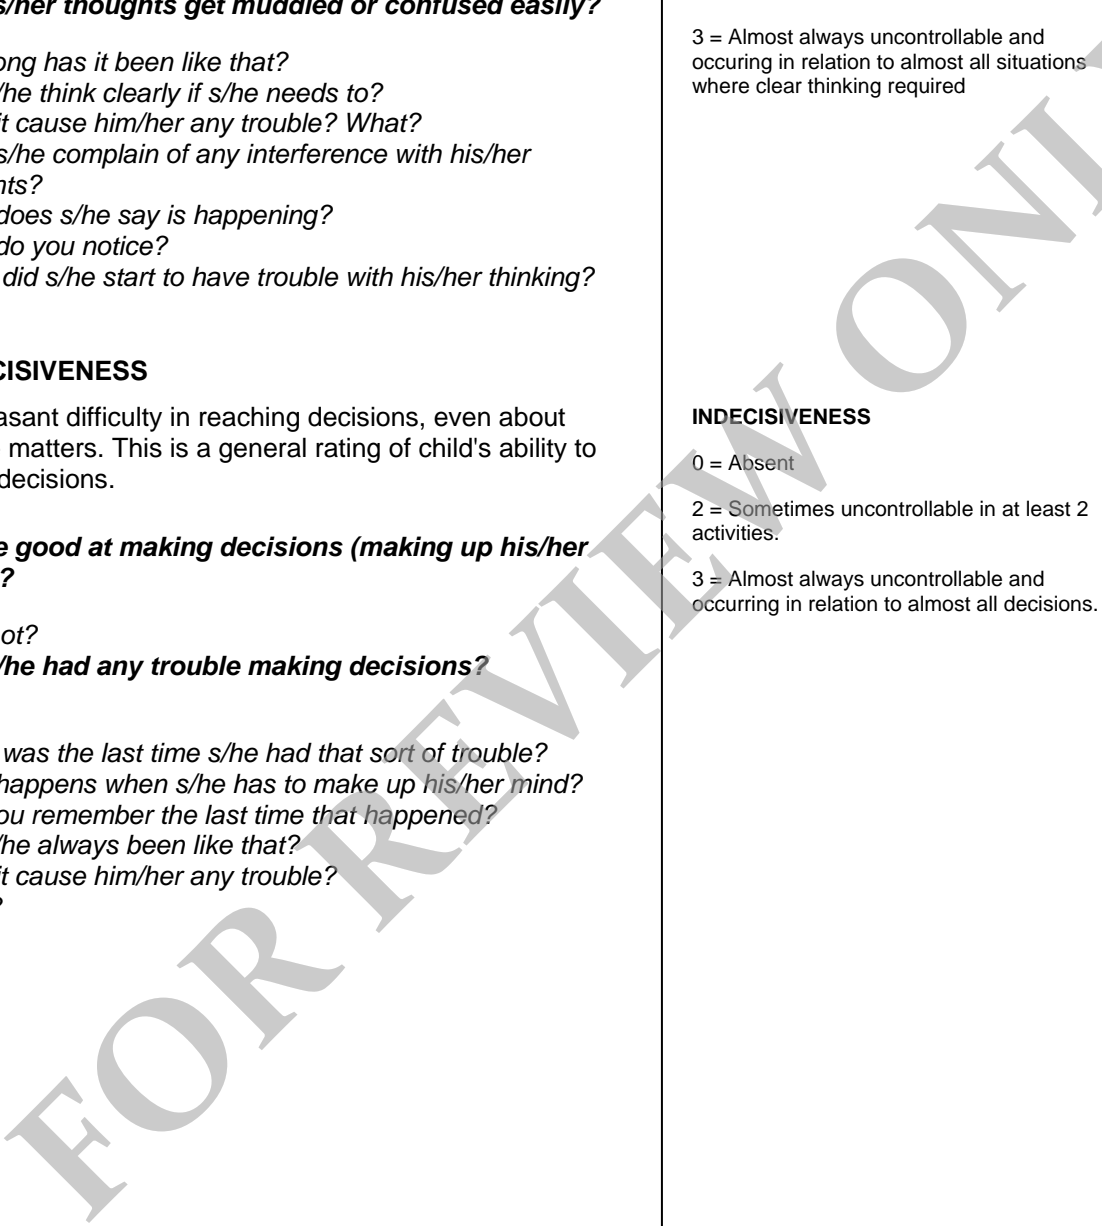 s/her thoughts get muddled or confused easily?
ong has it been like that?
/he think clearly if s/he needs to?
it cause him/her any trouble? What?
s/he complain of any interference with his/her
hts?
does s/he say is happening?
do you notice?
did s/he start to have trouble with his/her thinking?
CISIVENESS
asant difficulty in reaching decisions, even about
matters. This is a general rating of child's ability to
decisions.
e good at making decisions (making up his/her
?
ot?
/he had any trouble making decisions?
was the last time s/he had that sort of trouble?
happens when s/he has to make up his/her mind?
ou remember the last time that happened?
/he always been like that?
it cause him/her any trouble?
?
3 = Almost always uncontrollable and
occuring in relation to almost all situations
where clear thinking required
INDECISIVENESS
0 = Absent
2 = Sometimes uncontrollable in at least 2
activities.
3 = Almost always uncontrollable and
occurring in relation to almost all decisions.
FOR REVIEW ONL